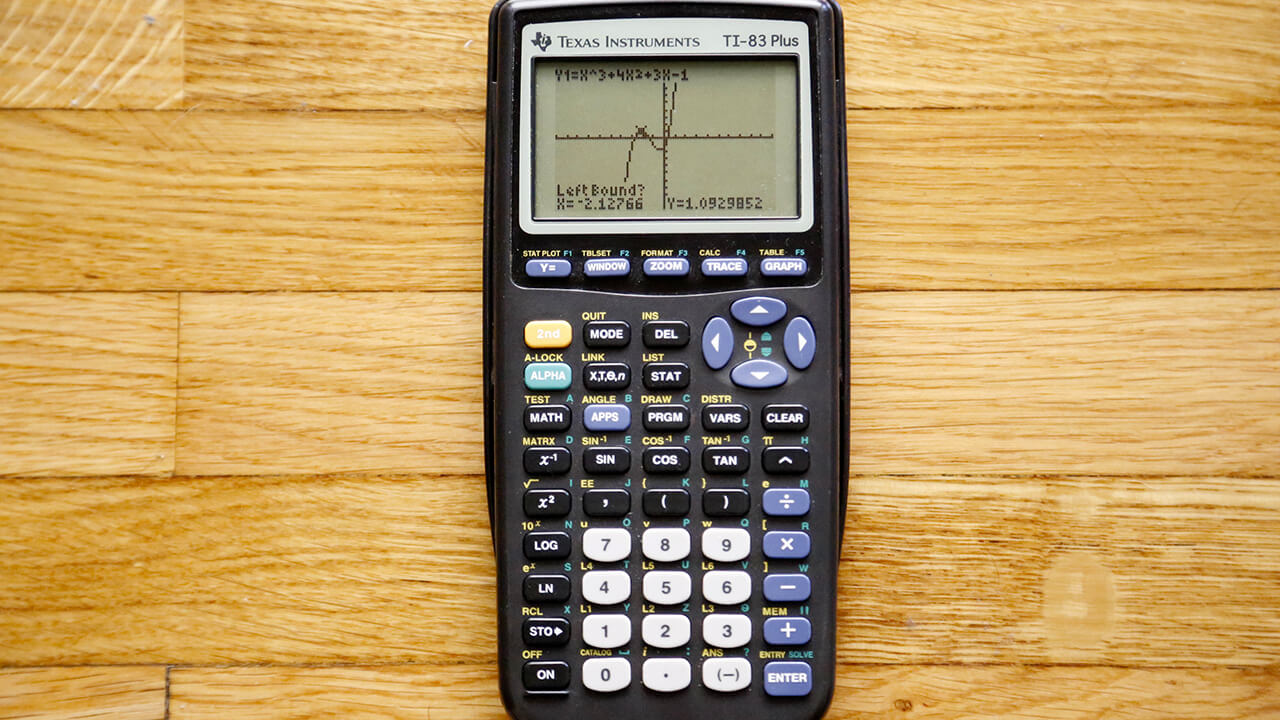 TEXAS INSTRUMENTS TI-83 Plus
Y1=X^3+4X²+3X-1
Left Bound?
X=-2.12766 Y=1.0929852
STAT PLOT F1 TBLSET F2 FORMAT F3 CALC F4 TABLE F5
Y= WINDOW ZOOM TRACE GRAPH
QUIT INS
2nd MODE DEL
A-LOCK LINK LIST
ALPHA X,T,Θ,n STAT
TEST A ANGLE B DRAW C DISTR
MATH APPS PRGM VARS CLEAR
MATRX D SIN⁻¹ E COS⁻¹ F TAN⁻¹ G π H
x⁻¹ SIN COS TAN ^
√ I EE J { K } L e M
x² , ( ) ÷
10ˣ N u O v P w Q [ R
LOG 7 8 9 ×
eˣ S L4 T L5 U L6 V ] W
LN 4 5 6 −
RCL X L1 Y L2 Z L3 θ MEM "
STO▸ 1 2 3 +
OFF CATALOG ⎵ i : ANS ? ENTRY SOLVE
ON 0 . (−) ENTER